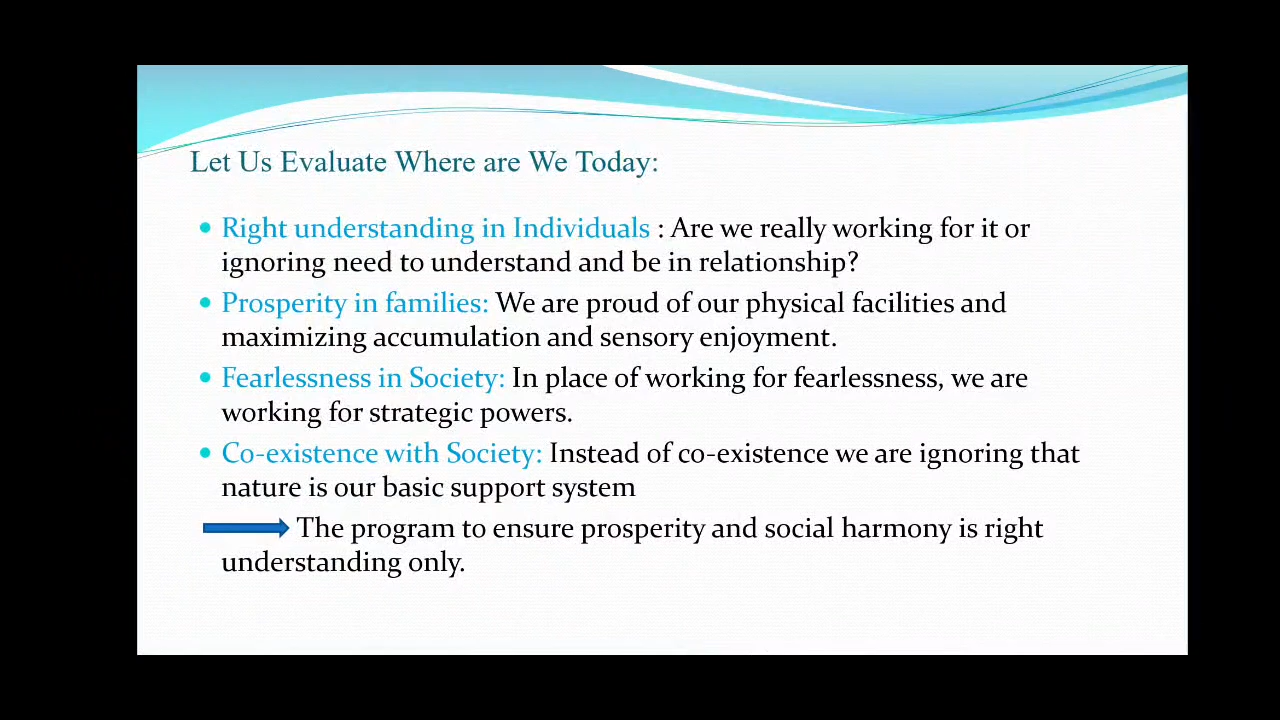 Let Us Evaluate Where are We Today:
• Right understanding in Individuals : Are we really working for it or
ignoring need to understand and be in relationship?
• Prosperity in families: We are proud of our physical facilities and
maximizing accumulation and sensory enjoyment.
• Fearlessness in Society: In place of working for fearlessness, we are
working for strategic powers.
• Co-existence with Society: Instead of co-existence we are ignoring that
nature is our basic support system
The program to ensure prosperity and social harmony is right
understanding only.